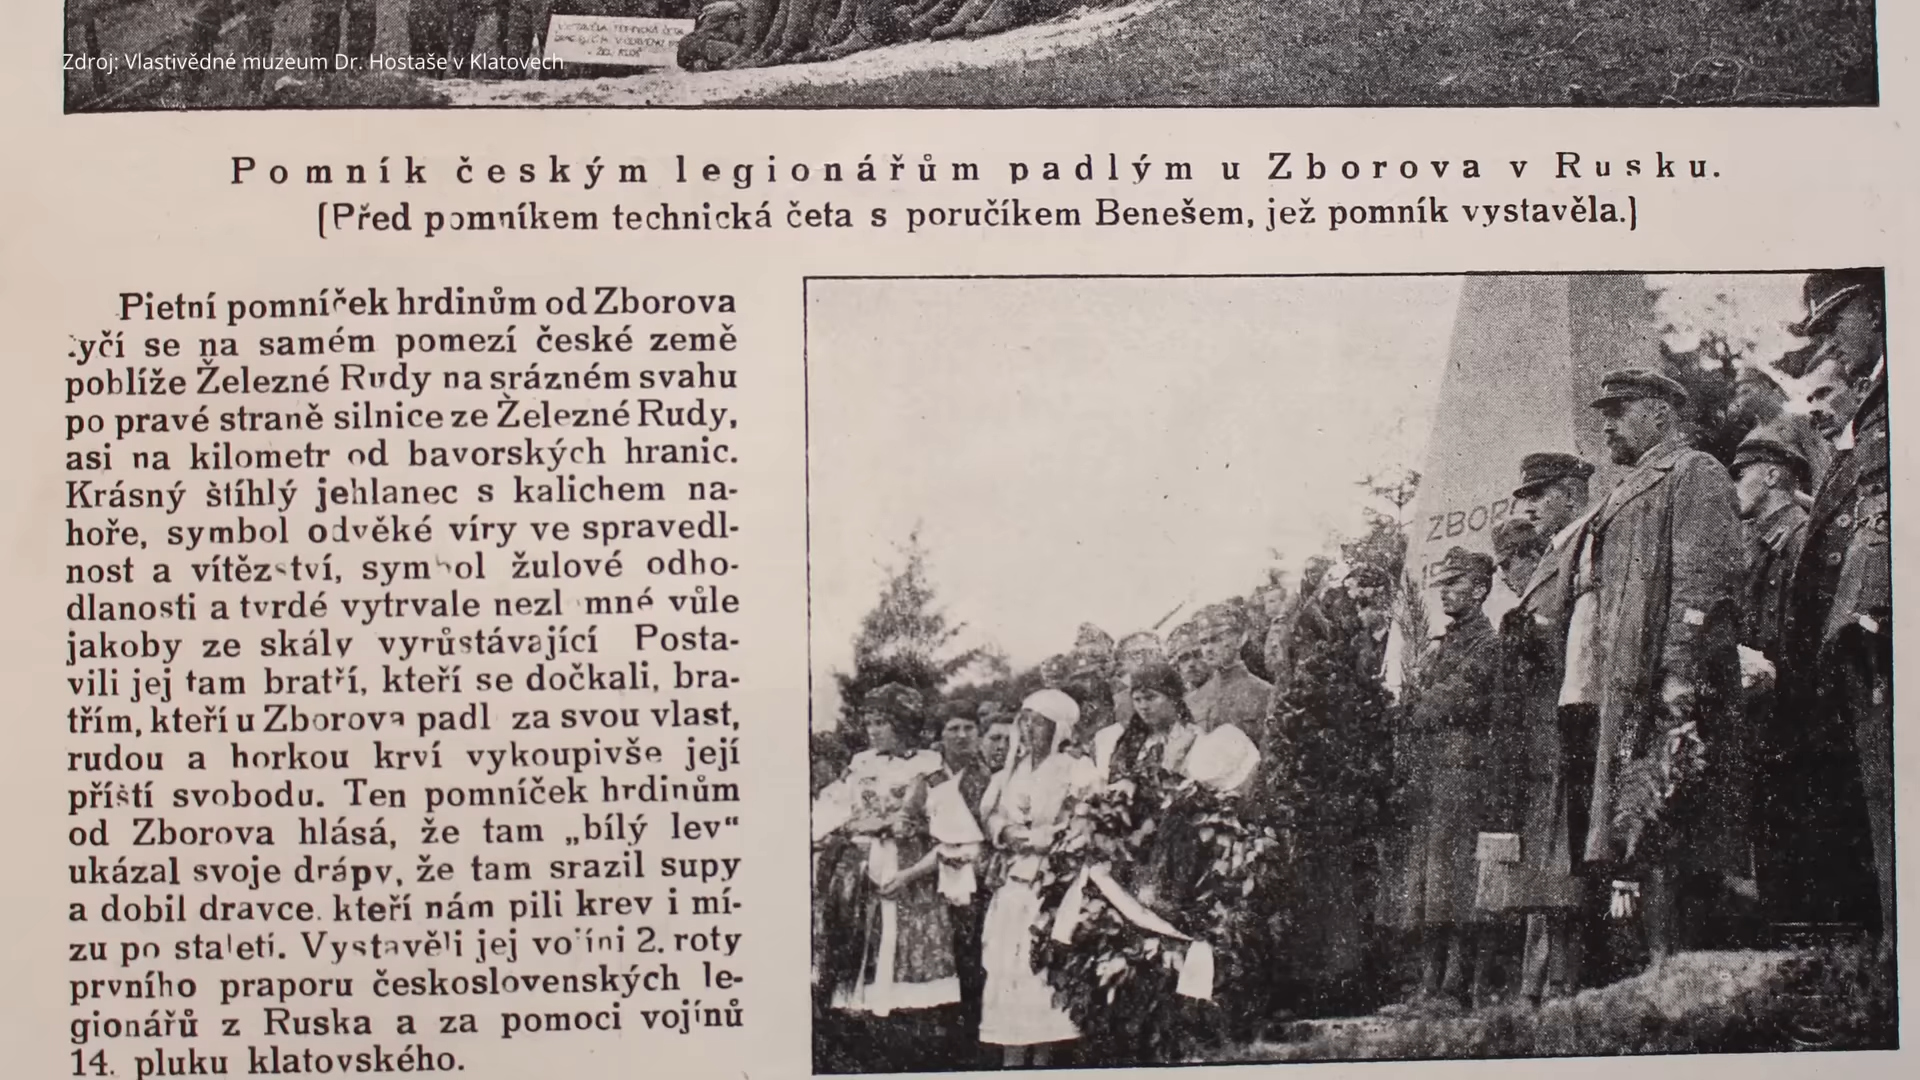 Zdroj: Vlastivědné muzeum Dr. Hostaše v Klatovech
Pomník českým legionářům padlým u Zborova v Rusku.
(Před pomníkem technická četa s poručíkem Benešem, jež pomník vystavěla.)
Pietní pomníček hrdinům od Zborova
tyčí se na samém pomezí české země
poblíže Železné Rudy na srázném svahu
po pravé straně silnice ze Železné Rudy,
asi na kilometr od bavorských hranic.
Krásný štíhlý jehlanec s kalichem na-
hoře, symbol odvěké víry ve spravedl-
nost a vítězství, symbol žulové odho-
dlanosti a tvrdé vytrvale nezlomné vůle
jakoby ze skály vyrůstávající Posta-
vili jej tam bratří, kteří se dočkali, bra-
třím, kteří u Zborova padl za svou vlast,
rudou a horkou krví vykoupivše její
příští svobodu. Ten pomníček hrdinům
od Zborova hlásá, že tam „bílý lev“
ukázal svoje drápy, že tam srazil supy
a dobil dravce. kteří nám pili krev i mí-
zu po staletí. Vystavěli jej vojíni 2. roty
prvního praporu československých le-
gionářů z Ruska a za pomoci vojínů
14. pluku klatovského.
ZBOR